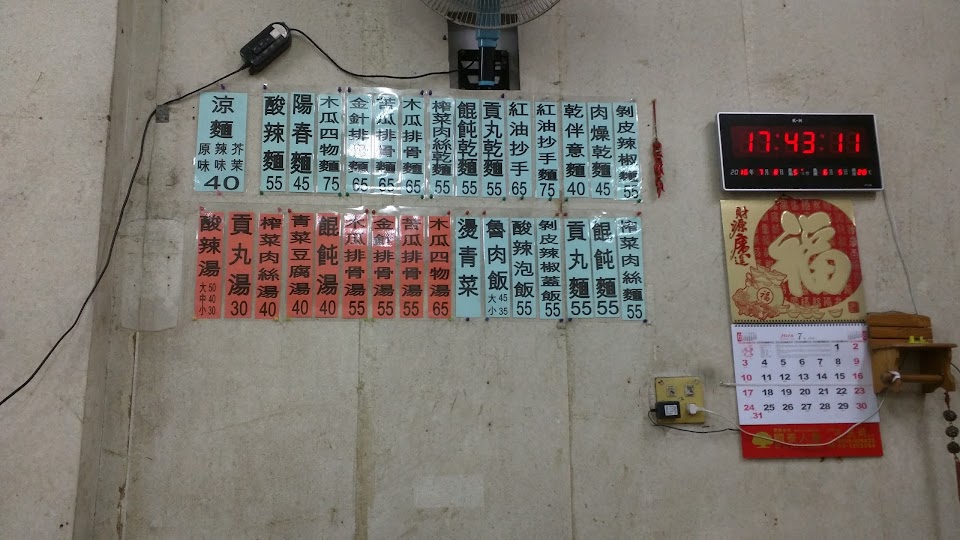 涼麵 原味 辣味 芥茉 40
酸辣麵 55
陽春麵 45
木瓜四物麵 75
金針排骨麵 65
苦瓜排骨麵 65
木瓜排骨麵 65
榨菜肉絲乾麵 55
餛飩乾麵 55
貢丸乾麵 55
紅油抄手 65
紅油抄手麵 75
乾伴意麵 40
肉燥乾麵 45
剝皮辣椒麵 55
酸辣湯 大50 中40 小30
貢丸湯 30
榨菜肉絲湯 40
青菜豆腐湯 40
餛飩湯 40
木瓜排骨湯 55
金針排骨湯 55
苦瓜排骨湯 55
木瓜四物湯 65
燙青菜
魯肉飯 大45 小35
酸辣泡飯 55
剝皮辣椒蓋飯 55
貢丸麵 55
餛飩麵 55
榨菜肉絲麵 55
17:43:11
財源廣進
福
7
1 2
3 4 5 6 7 8 9
10 11 12 13 14 15 16
17 18 19 20 21 22 23
24 25 26 27 28 29 30
31